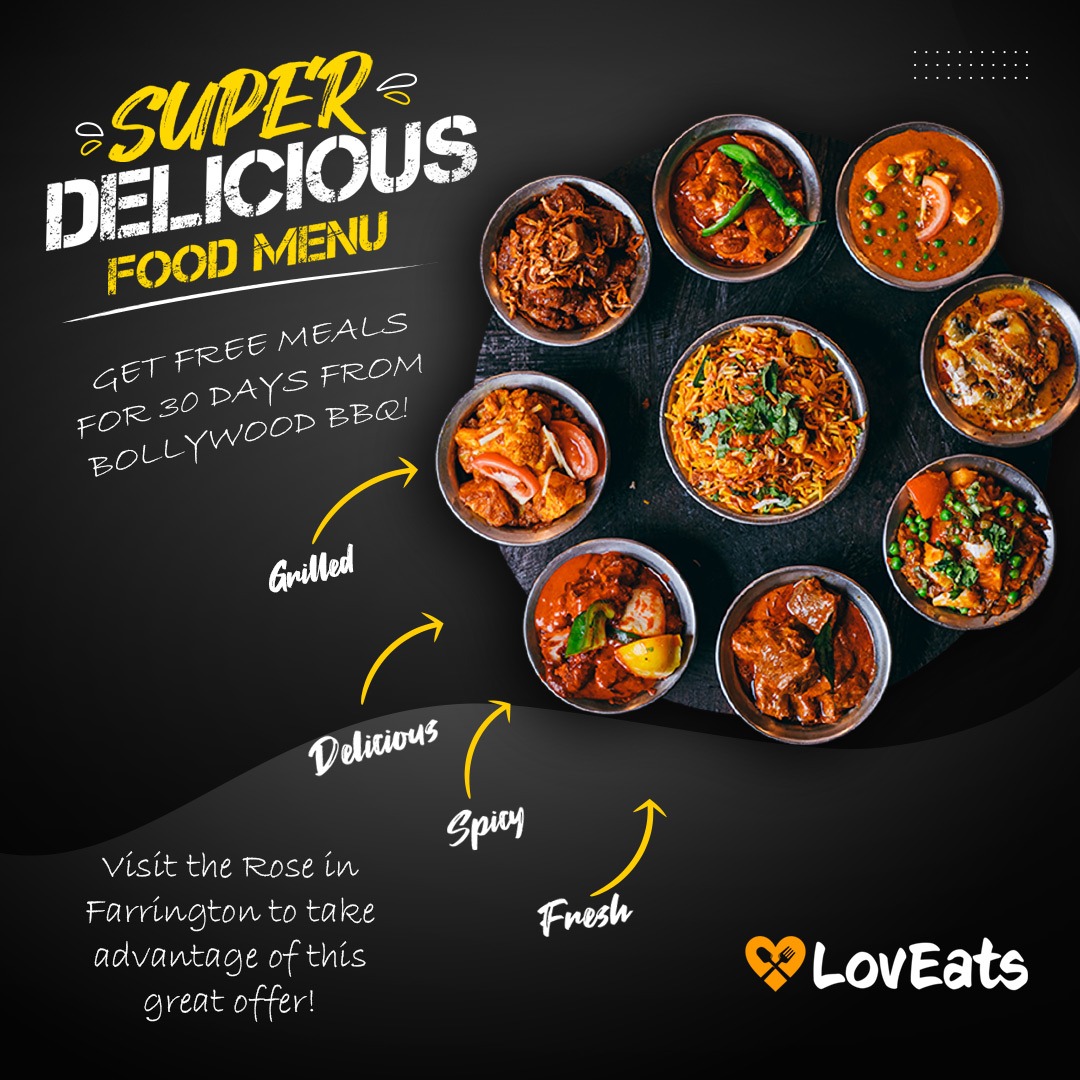 SUPER
DELICIOUS
FOOD MENU
GET FREE MEALS
FOR 30 DAYS FROM
BOLLYWOOD BBQ!
Grilled
Delicious
Spicy
Fresh
Visit the Rose in
Farrington to take
advantage of this
great offer!
LovEats